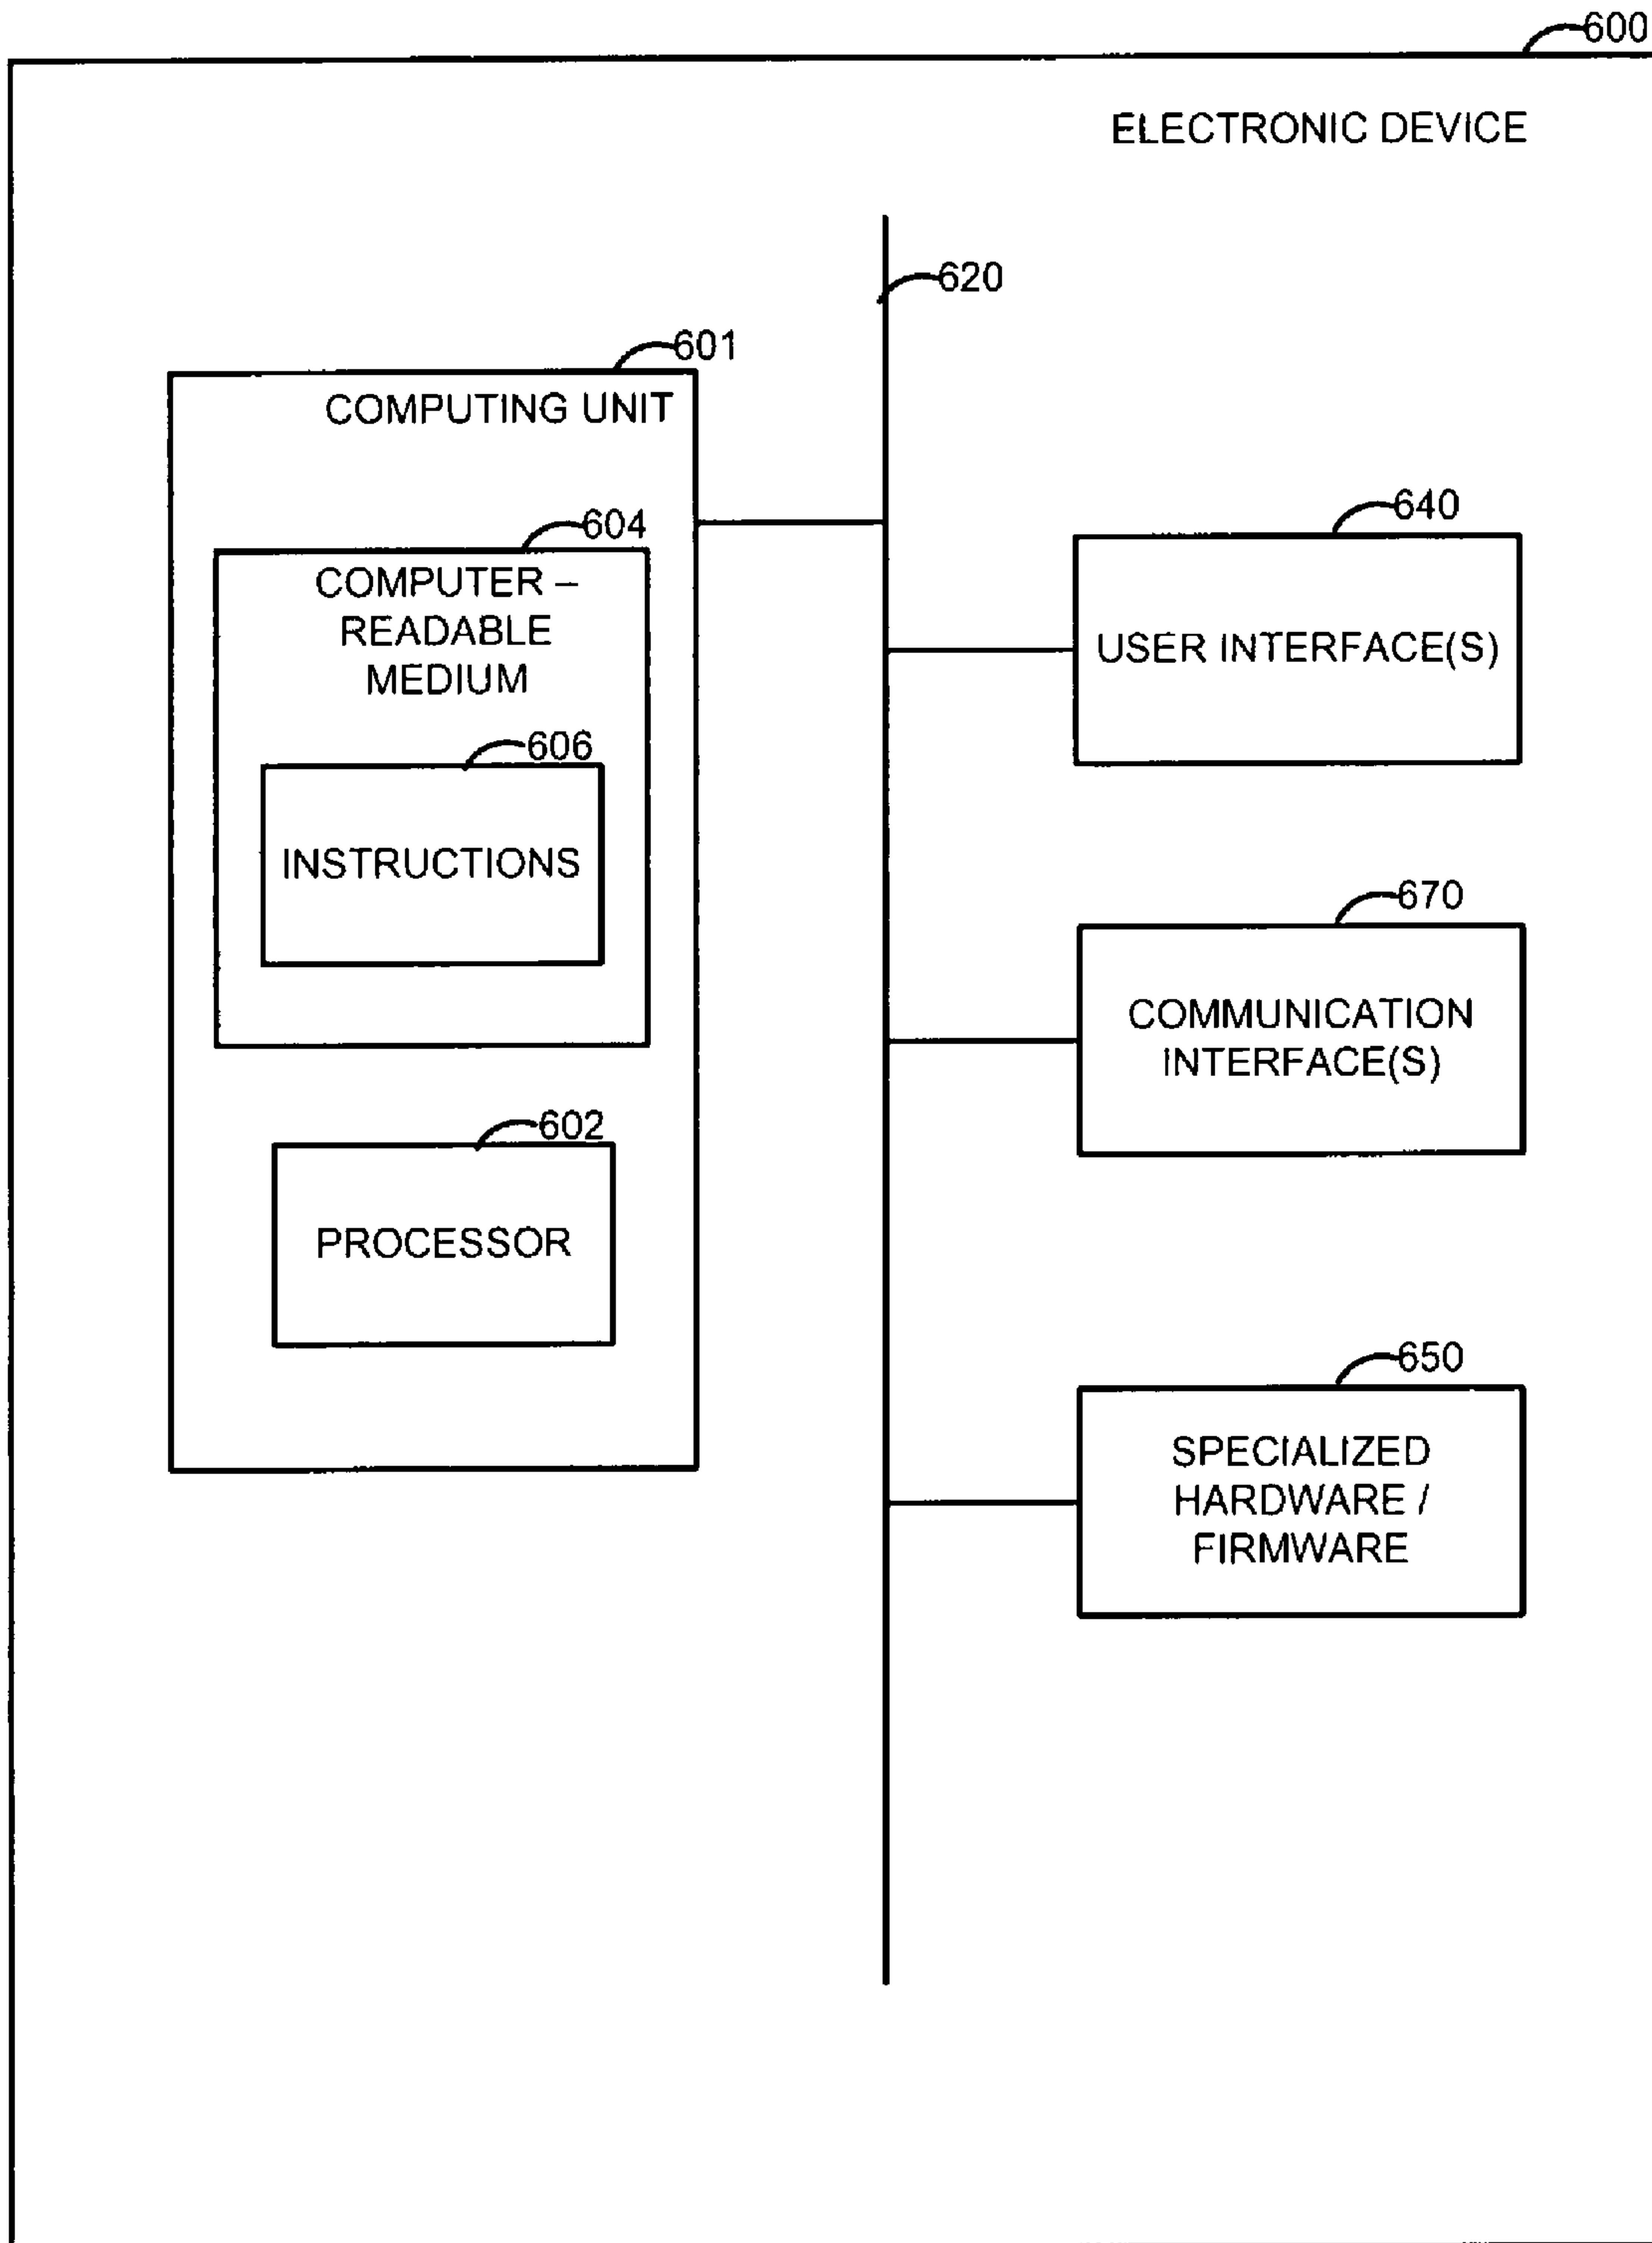 600
ELECTRONIC DEVICE
620
601
COMPUTING UNIT
604
COMPUTER –
READABLE
MEDIUM
606
INSTRUCTIONS
602
PROCESSOR
640
USER INTERFACE(S)
670
COMMUNICATION
INTERFACE(S)
650
SPECIALIZED
HARDWARE /
FIRMWARE